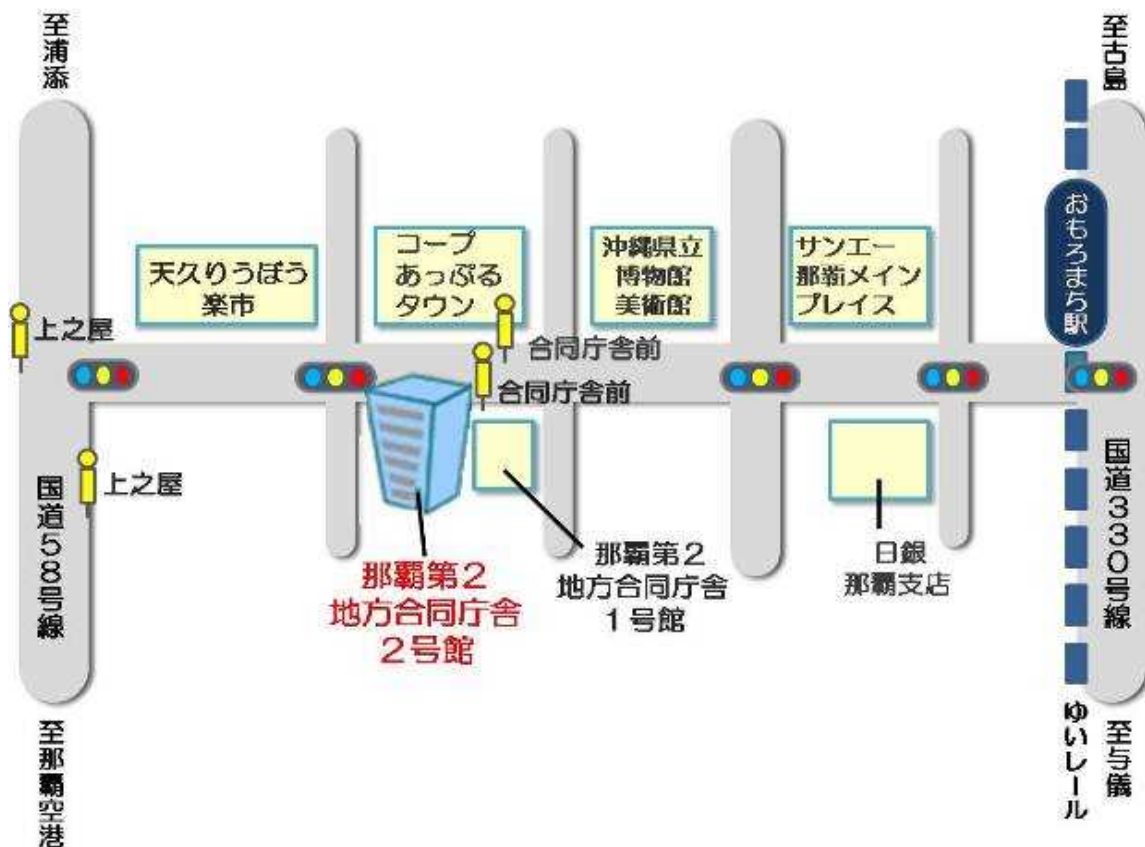 至浦添
至古島
おもろまち駅
天久りうぼう
楽市
コープ
あっぷる
タウン
沖縄県立
博物館
美術館
サンエー
那覇メイン
プレイス
上之屋
合同庁舎前
合同庁舎前
上之屋
国道58号線
国道330号線
那覇第2
地方合同庁舎
2号館
那覇第2
地方合同庁舎
1号館
日銀
那覇支店
至那覇空港
ゆいレール
至与儀